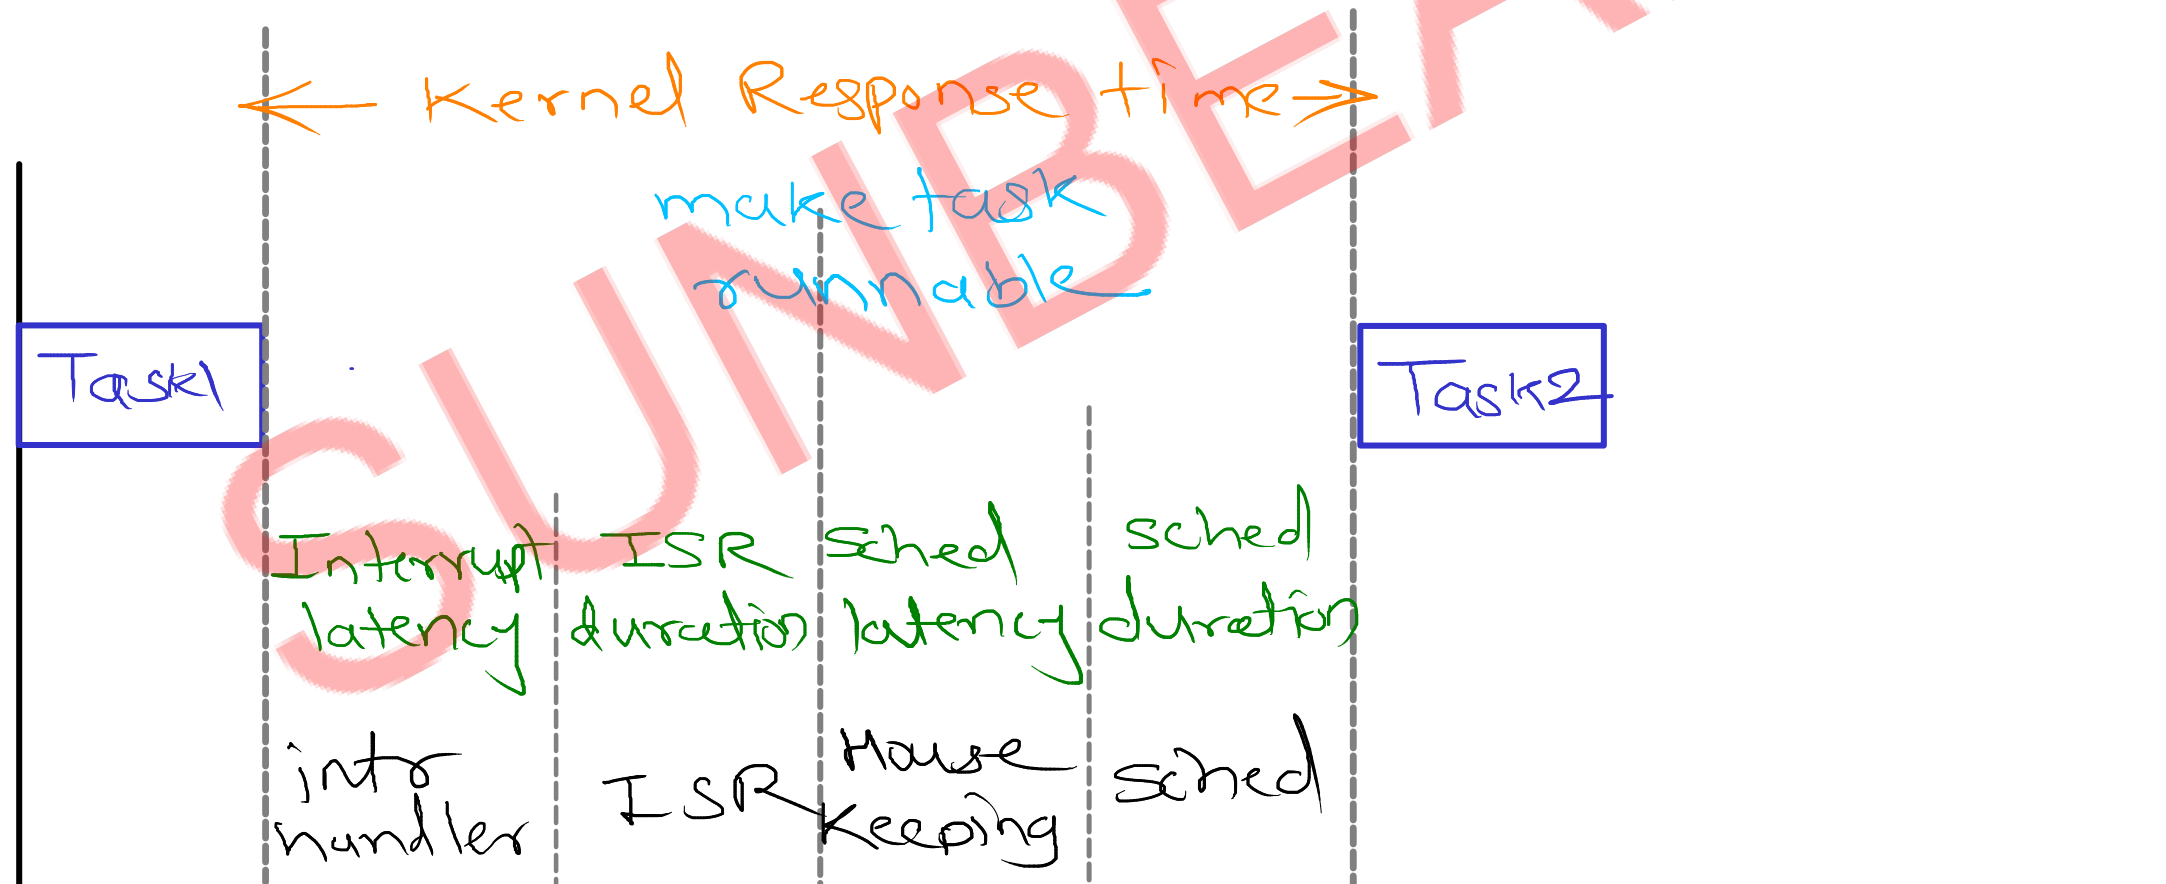 ← Kernel Response time →
make task
runnable
Task1
Task2
Interrupt
latency
ISR
duration
sched
latency
sched
duration
intr
handler
ISR
House
Keeping
sched
SUNBEA